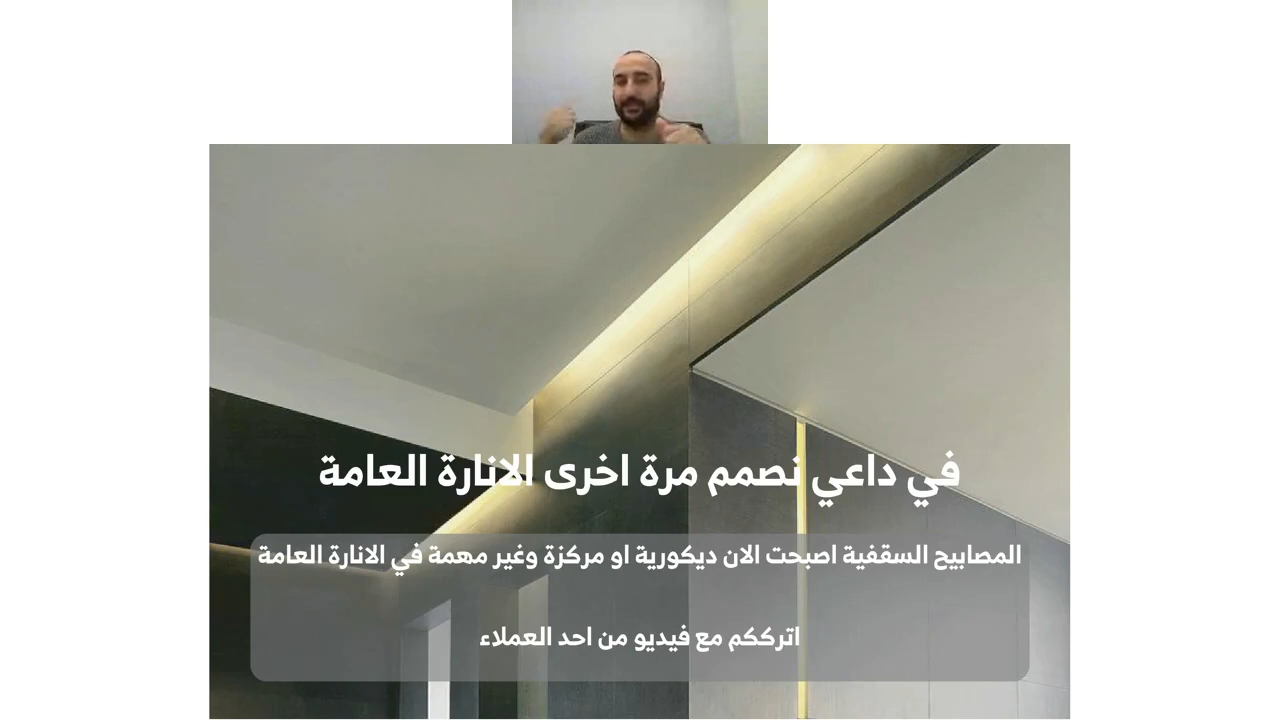 في داعي نصمم مرة اخرى الانارة العامة
المصابيح السقفية اصبحت الان ديكورية او مركزة وغير مهمة في الانارة العامة
اترككم مع فيديو من احد العملاء